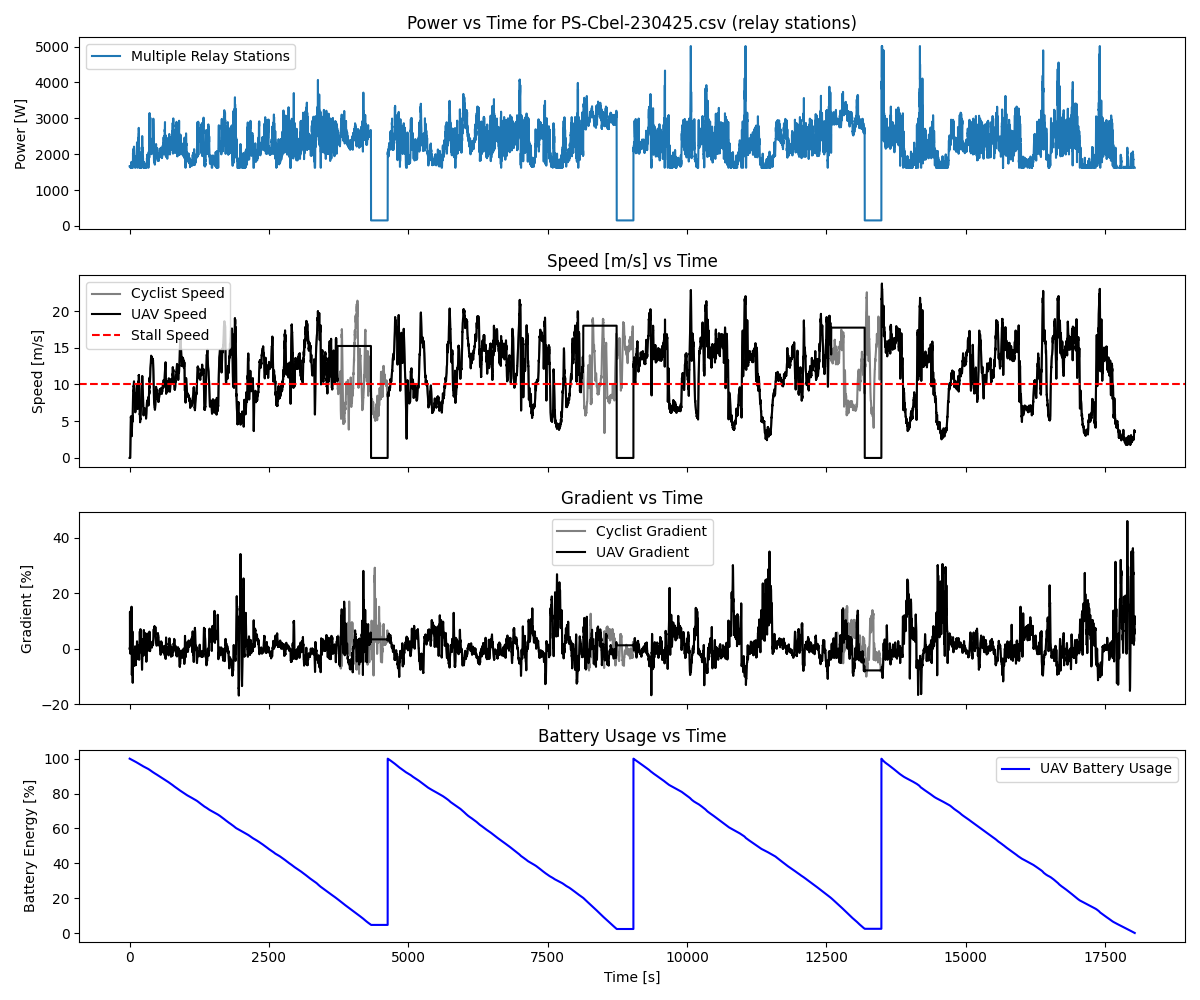 Power vs Time for PS-Cbel-230425.csv (relay stations)
Multiple Relay Stations
Power [W]
5000
4000
3000
2000
1000
0
Speed [m/s] vs Time
Cyclist Speed
UAV Speed
Stall Speed
Speed [m/s]
20
15
10
5
0
Gradient vs Time
Cyclist Gradient
UAV Gradient
Gradient [%]
40
20
0
−20
Battery Usage vs Time
UAV Battery Usage
Battery Energy [%]
100
80
60
40
20
0
0 2500 5000 7500 10000 12500 15000 17500
Time [s]